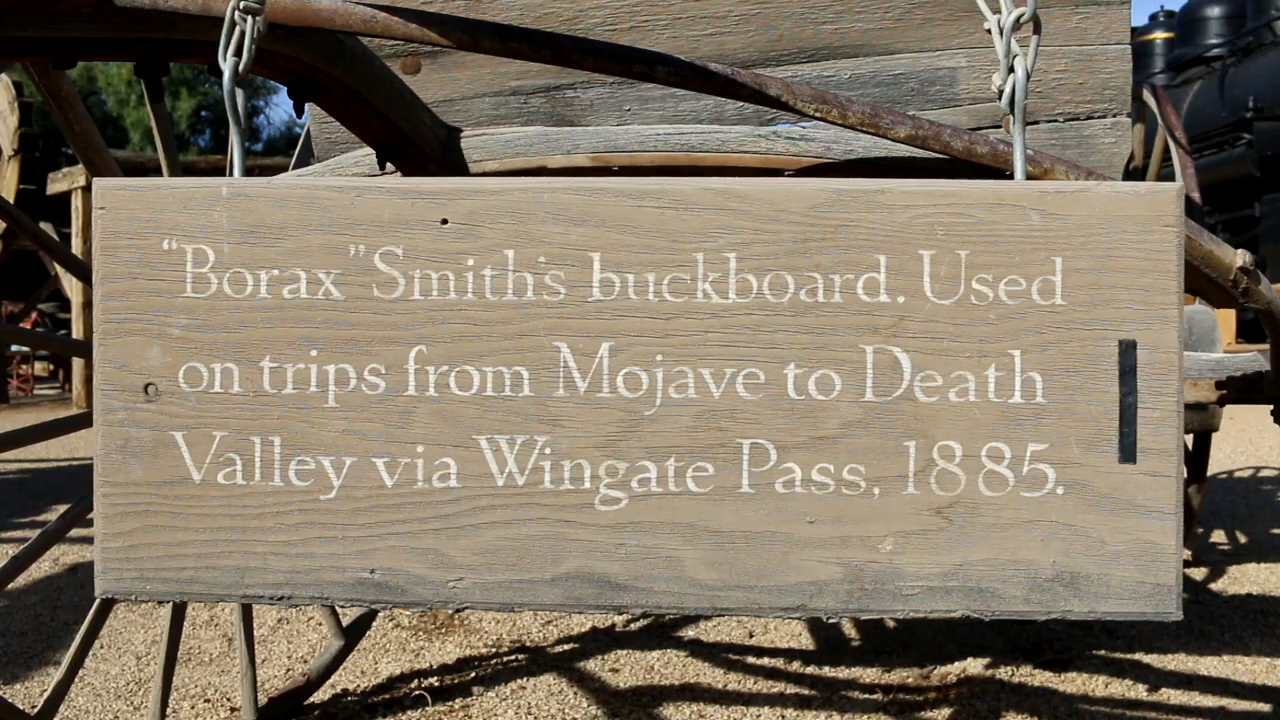 “Borax” Smith's buckboard. Used
on trips from Mojave to Death
Valley via Wingate Pass, 1885.